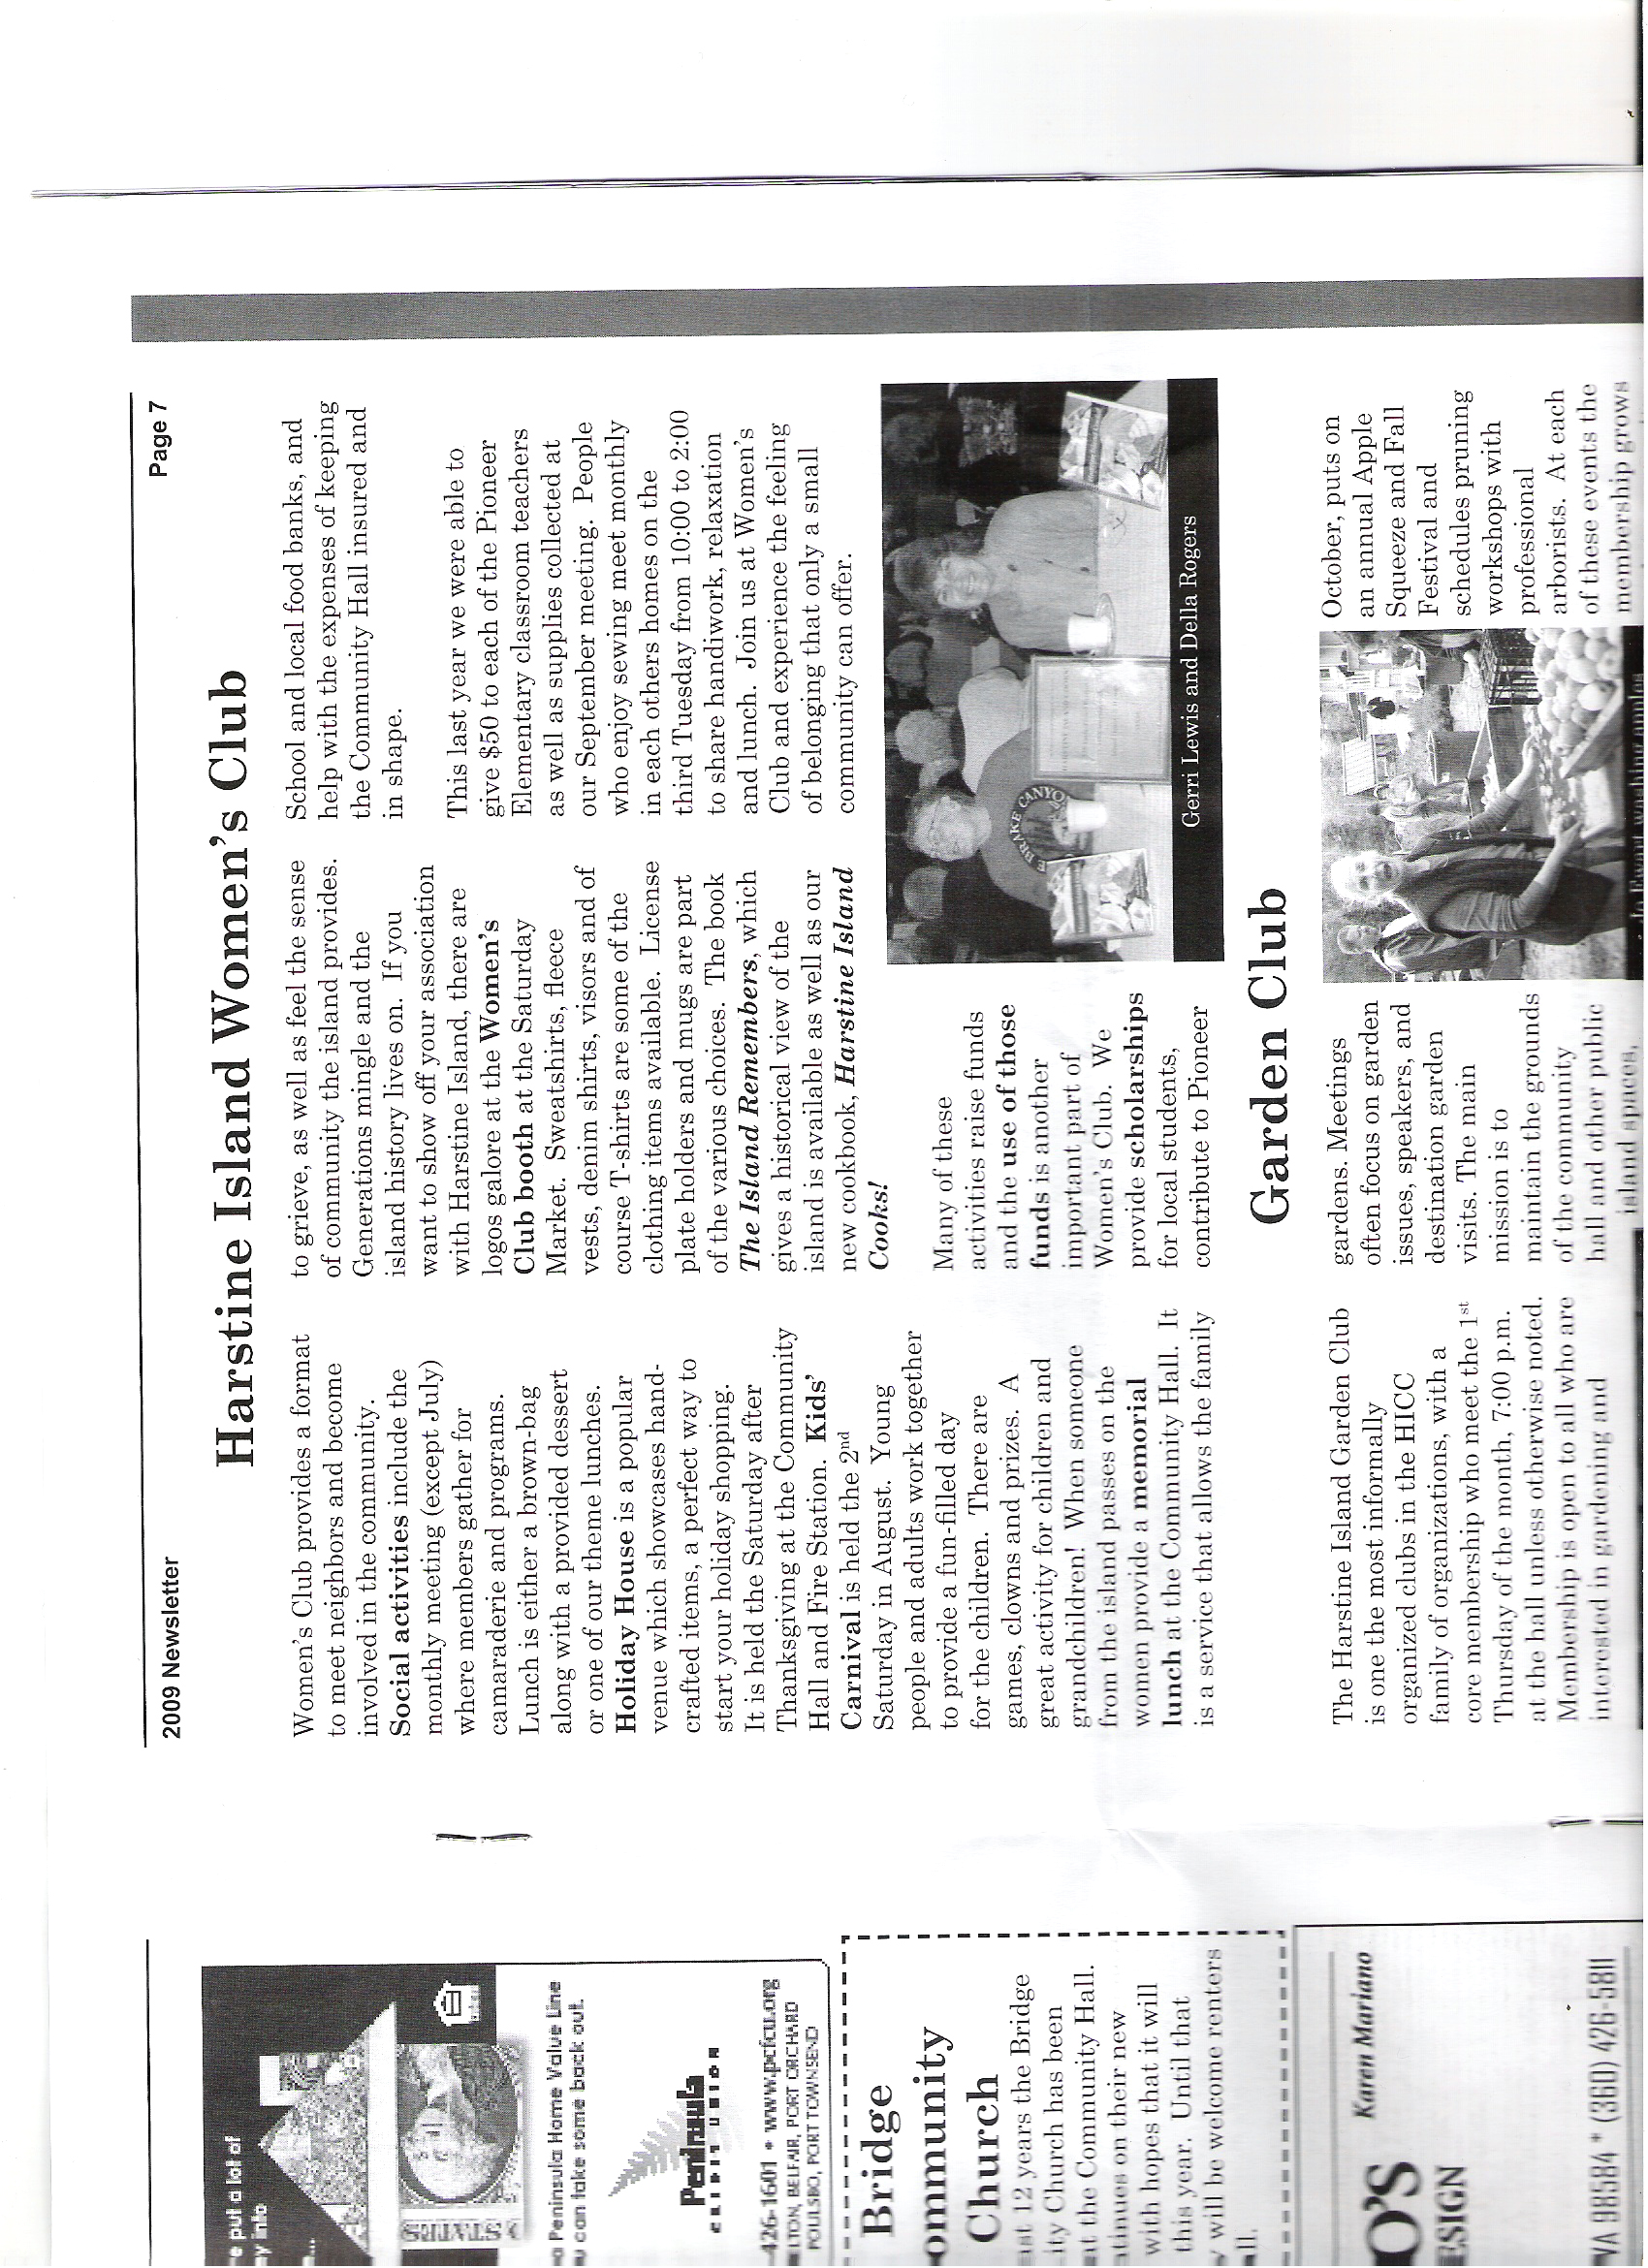 2009 Newsletter
Page 7
Harstine Island Women's Club
Women's Club provides a format
to meet neighbors and become
involved in the community.
Social activities include the
monthly meeting (except July)
where members gather for
camaraderie and programs.
Lunch is either a brown-bag
along with a provided dessert
or one of our theme lunches.
Holiday House is a popular
venue which showcases hand-
crafted items, a perfect way to
start your holiday shopping.
It is held the Saturday after
Thanksgiving at the Community
Hall and Fire Station. Kids'
Carnival is held the 2nd
Saturday in August. Young
people and adults work together
to provide a fun-filled day
for the children. There are
games, clowns and prizes. A
great activity for children and
grandchildren! When someone
from the island passes on the
women provide a memorial
lunch at the Community Hall. It
is a service that allows the family
to grieve, as well as feel the sense
of community the island provides.
Generations mingle and the
island history lives on. If you
want to show off your association
with Harstine Island, there are
logos galore at the Women's
Club booth at the Saturday
Market. Sweatshirts, fleece
vests, denim shirts, visors and of
course T-shirts are some of the
clothing items available. License
plate holders and mugs are part
of the various choices. The book
The Island Remembers, which
gives a historical view of the
island is available as well as our
new cookbook, Harstine Island
Cooks!
Many of these
activities raise funds
and the use of those
funds is another
important part of
Women's Club. We
provide scholarships
for local students,
contribute to Pioneer
School and local food banks, and
help with the expenses of keeping
the Community Hall insured and
in shape.
This last year we were able to
give $50 to each of the Pioneer
Elementary classroom teachers
as well as supplies collected at
our September meeting. People
who enjoy sewing meet monthly
in each others homes on the
third Tuesday from 10:00 to 2:00
to share handiwork, relaxation
and lunch. Join us at Women's
Club and experience the feeling
of belonging that only a small
community can offer.
BRAKE CANYO
Gerri Lewis and Della Rogers
Garden Club
The Harstine Island Garden Club
is one the most informally
organized clubs in the HICC
family of organizations, with a
core membership who meet the 1st
Thursday of the month, 7:00 p.m.
at the hall unless otherwise noted.
Membership is open to all who are
interested in gardening and
gardens. Meetings
often focus on garden
issues, speakers, and
destination garden
visits. The main
mission is to
maintain the grounds
of the community
hall and other public
island spaces,
October, puts on
an annual Apple
Squeeze and Fall
Festival and
schedules pruning
workshops with
professional
arborists. At each
of these events the
membership grows
washing apples
e put a lot of
y into
...
Peninsula Home Value Line
can take some back out.
Peninsula
CREDIT UNION
426-1601 * www.pcfcu.org
LTON, BELFAIR, PORT ORCHARD
POULSBO, PORT TOWNSEND
Bridge
ommunity
Church
ast 12 years the Bridge
ity Church has been
at the Community Hall.
tinues on their new
with hopes that it will
this year. Until that
y will be welcome renters
all.
Karen Mariano
O'S
ESIGN
VA 98584 * (360) 426-5811